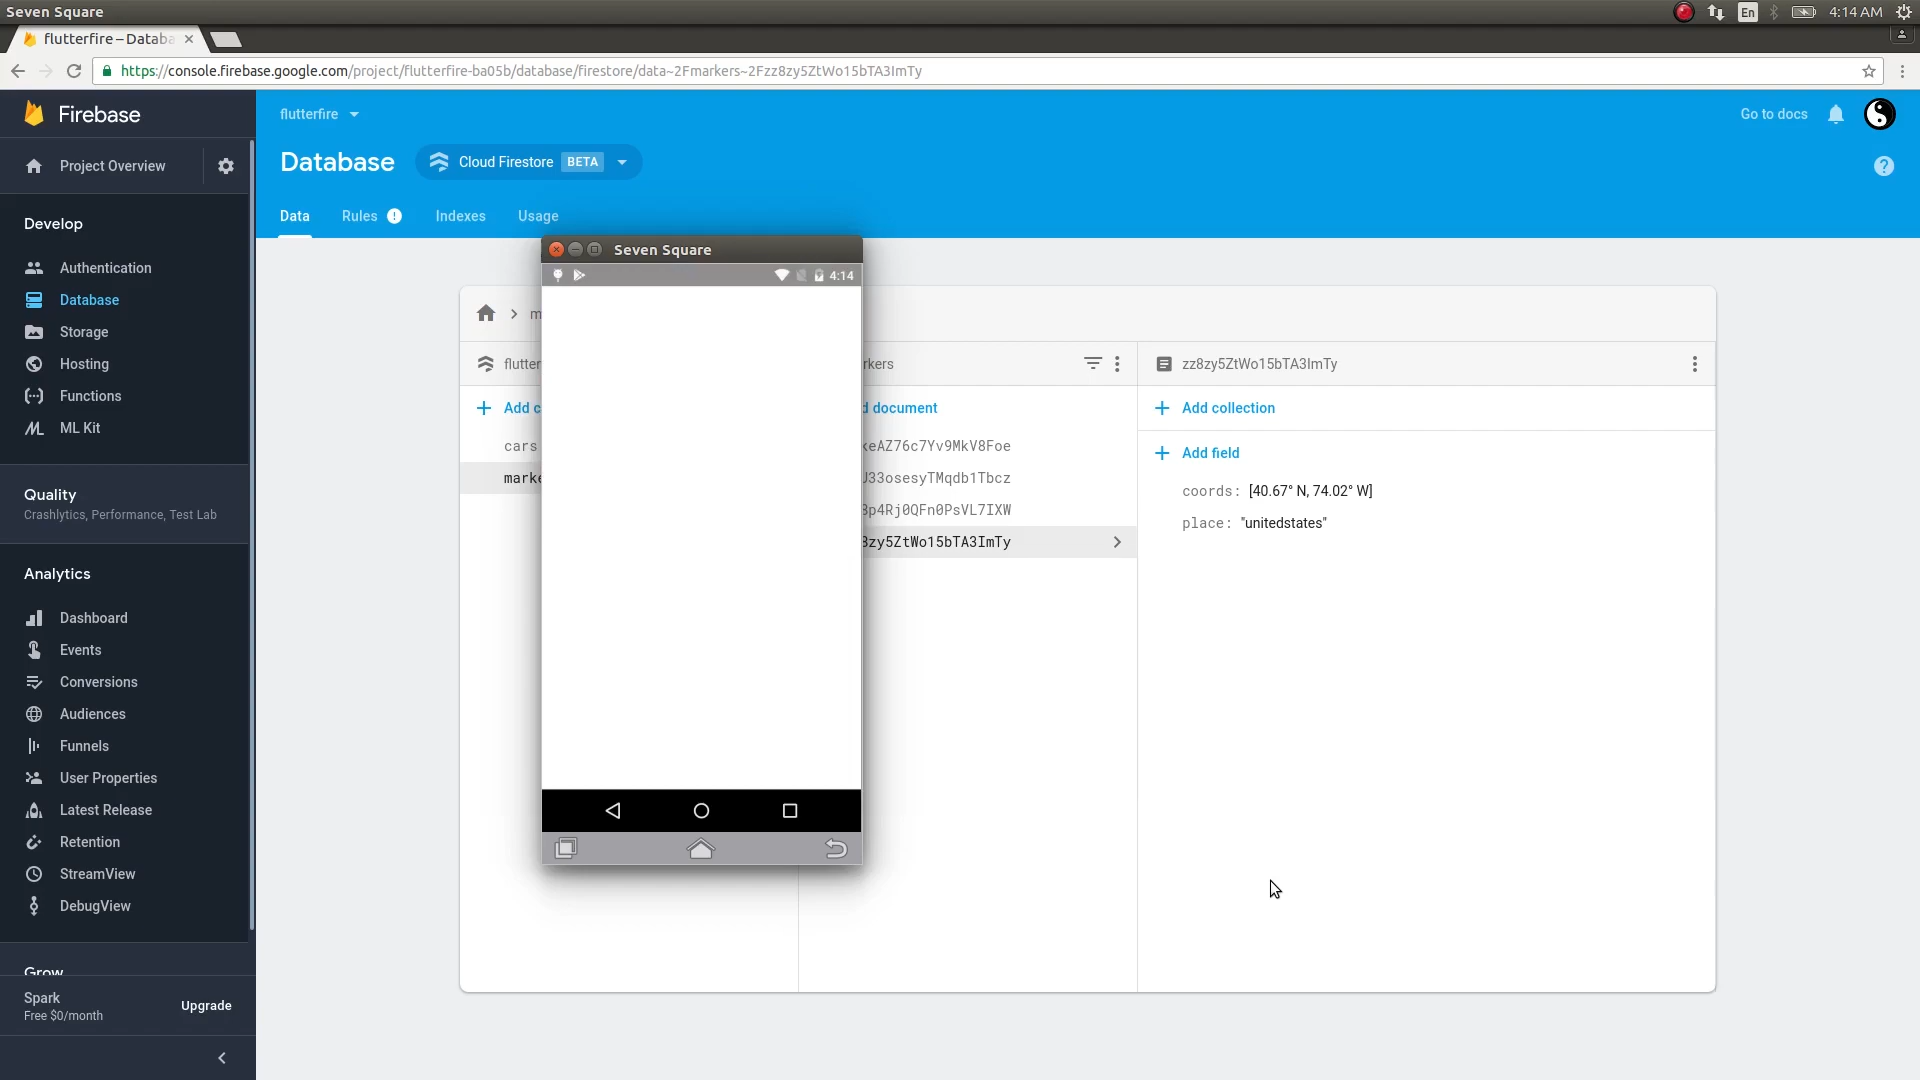 Seven Square
En
4:14 AM
flutterfire – Databa
https://console.firebase.google.com/project/flutterfire-ba05b/database/firestore/data~2Fmarkers~2Fzz8zy5ZtWo15bTA3ImTy
Firebase
flutterfire
Go to docs
Project Overview
Database
Cloud Firestore
BETA
Develop
Data
Rules
Indexes
Usage
Authentication
Database
Storage
Hosting
Functions
ML Kit
Quality
Crashlytics, Performance, Test Lab
Analytics
Dashboard
Events
Conversions
Audiences
Funnels
User Properties
Latest Release
Retention
StreamView
DebugView
Grow
Spark
Free $0/month
Upgrade
Seven Square
4:14
m
flutter
rkers
zz8zy5ZtWo15bTA3ImTy
Add c
d document
Add collection
cars
keAZ76c7Yv9MkV8Foe
Add field
marke
J33osesyTMqdb1Tbcz
coords: [40.67° N, 74.02° W]
3p4Rj0QFn0PsVL7IXW
place: "unitedstates"
8zy5ZtWo15bTA3ImTy